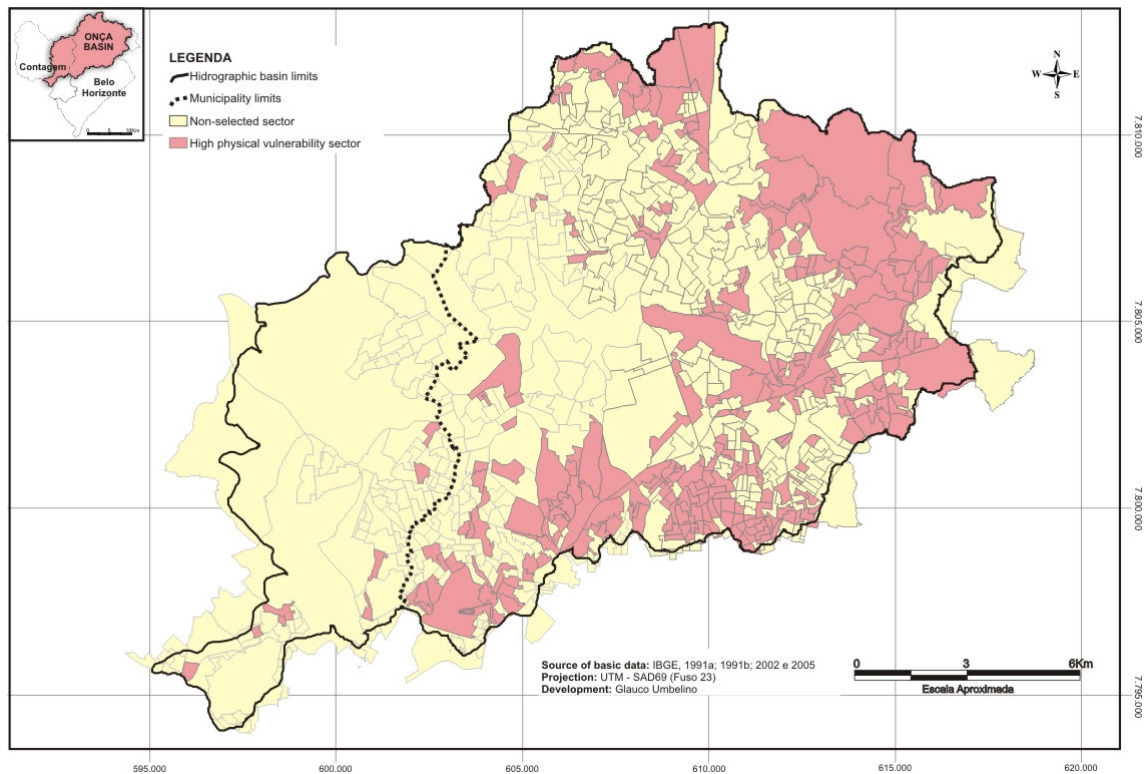 ONÇA
BASIN
Contagem
Belo
Horizonte
0 5 10Km
LEGENDA
Hidrographic basin limits
Municipality limits
Non-selected sector
High physical vulnerability sector
N
W E
S
7.810.000
7.805.000
7.800.000
7.795.000
Source of basic data: IBGE, 1991a; 1991b; 2002 e 2005
Projection: UTM - SAD69 (Fuso 23)
Development: Glauco Umbelino
0 3 6Km
Escala Aproximada
595.000 600.000 605.000 610.000 615.000 620.000